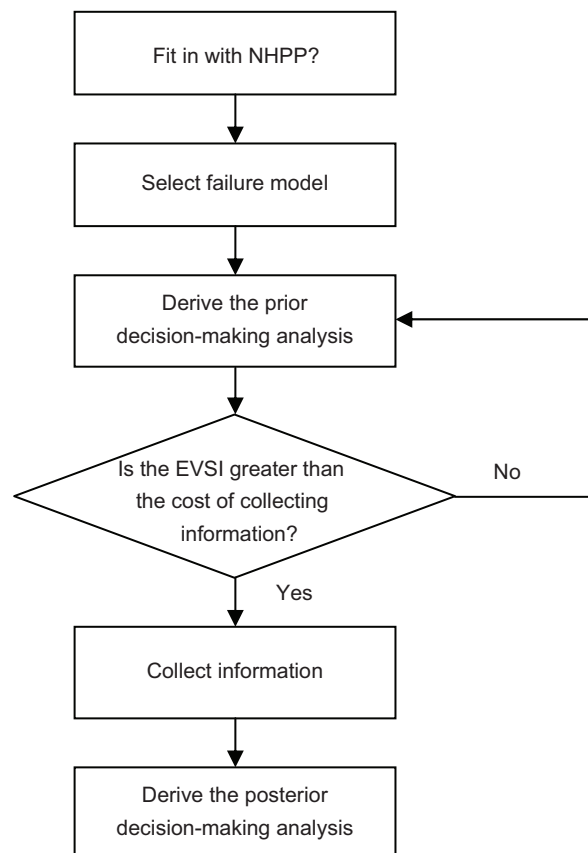 Fit in with NHPP?
Select failure model
Derive the prior
decision-making analysis
Is the EVSI greater than
the cost of collecting
information?
No
Yes
Collect information
Derive the posterior
decision-making analysis